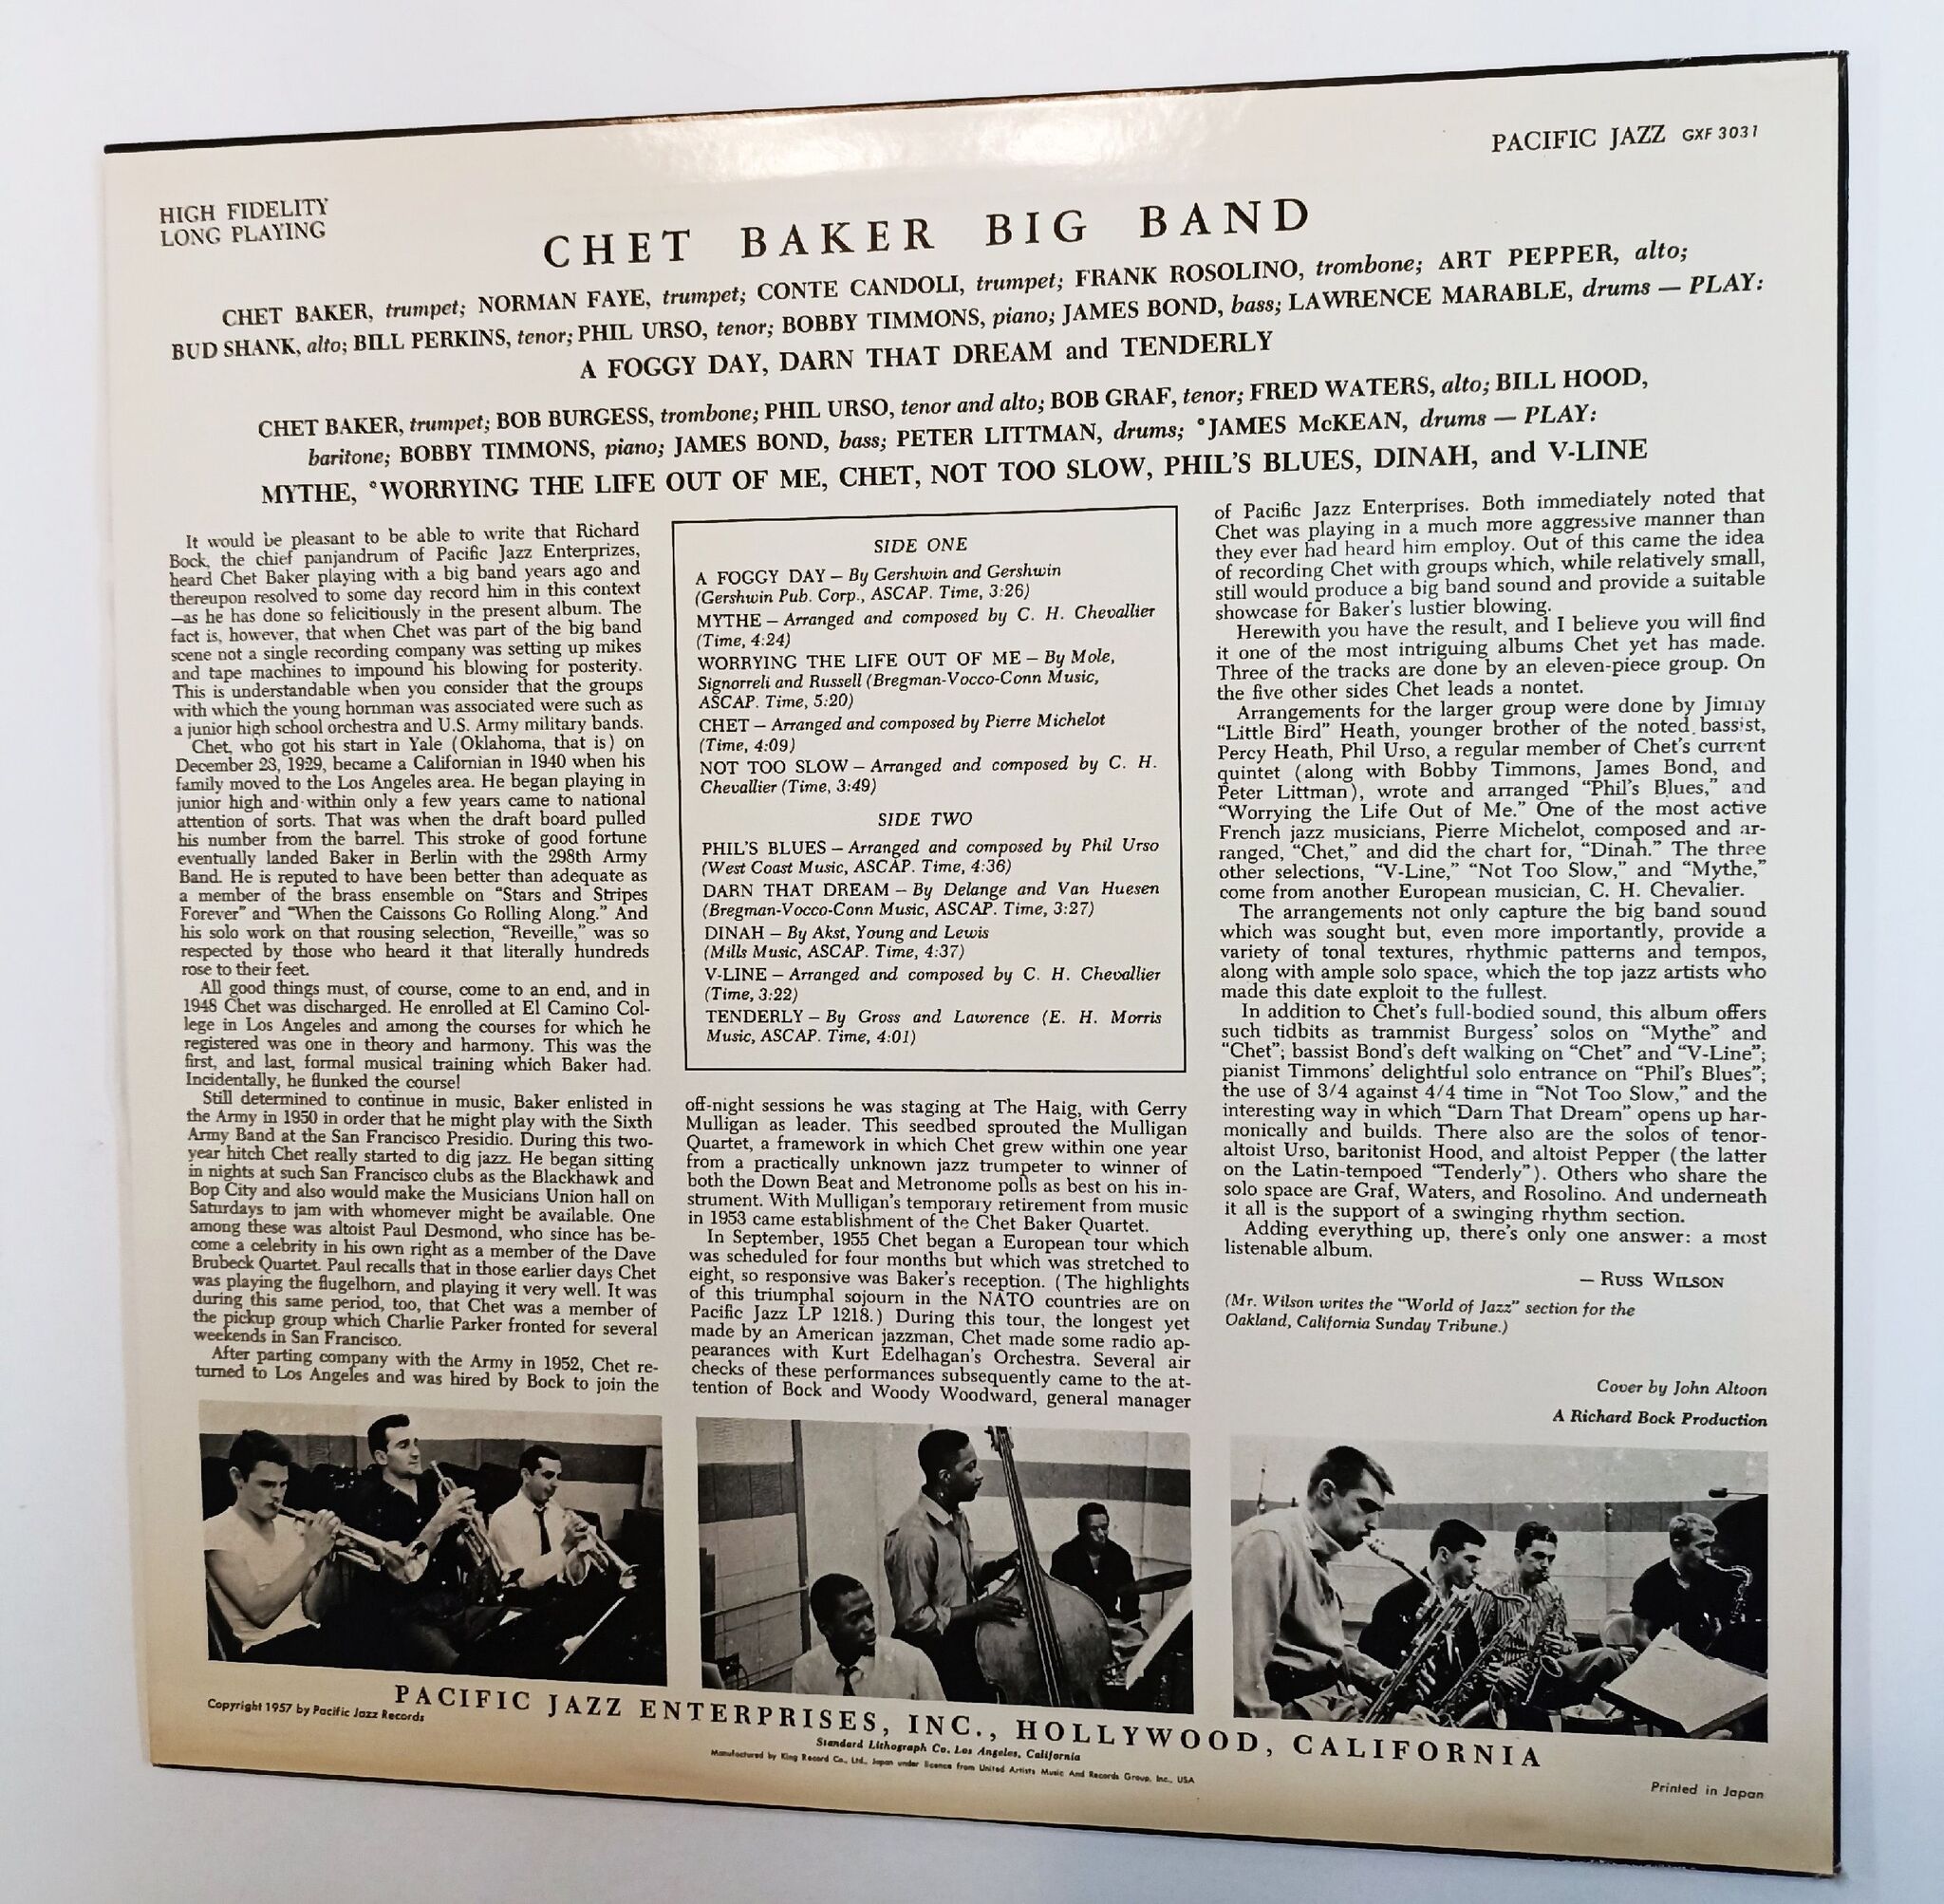 PACIFIC JAZZ GXF 3031
HIGH FIDELITY
LONG PLAYING
CHET BAKER BIG BAND
CHET BAKER, trumpet; NORMAN FAYE, trumpet; CONTE CANDOLI, trumpet; FRANK ROSOLINO, trombone; ART PEPPER, alto;
BUD SHANK, alto; BILL PERKINS, tenor; PHIL URSO, tenor; BOBBY TIMMONS, piano; JAMES BOND, bass; LAWRENCE MARABLE, drums — PLAY:
A FOGGY DAY, DARN THAT DREAM and TENDERLY
CHET BAKER, trumpet; BOB BURGESS, trombone; PHIL URSO, tenor and alto; BOB GRAF, tenor; FRED WATERS, alto; BILL HOOD,
baritone; BOBBY TIMMONS, piano; JAMES BOND, bass; PETER LITTMAN, drums; °JAMES McKEAN, drums — PLAY:
MYTHE, °WORRYING THE LIFE OUT OF ME, CHET, NOT TOO SLOW, PHIL'S BLUES, DINAH, and V-LINE
It would be pleasant to be able to write that Richard
Bock, the chief panjandrum of Pacific Jazz Enterprizes,
heard Chet Baker playing with a big band years ago and
thereupon resolved to some day record him in this context
—as he has done so felicitiously in the present album. The
fact is, however, that when Chet was part of the big band
scene not a single recording company was setting up mikes
and tape machines to impound his blowing for posterity.
This is understandable when you consider that the groups
with which the young hornman was associated were such as
a junior high school orchestra and U.S. Army military bands.
Chet, who got his start in Yale (Oklahoma, that is) on
December 23, 1929, became a Californian in 1940 when his
family moved to the Los Angeles area. He began playing in
junior high and within only a few years came to national
attention of sorts. That was when the draft board pulled
his number from the barrel. This stroke of good fortune
eventually landed Baker in Berlin with the 298th Army
Band. He is reputed to have been better than adequate as
a member of the brass ensemble on "Stars and Stripes
Forever" and "When the Caissons Go Rolling Along." And
his solo work on that rousing selection, "Reveille," was so
respected by those who heard it that literally hundreds
rose to their feet.
All good things must, of course, come to an end, and in
1948 Chet was discharged. He enrolled at El Camino Col-
lege in Los Angeles and among the courses for which he
registered was one in theory and harmony. This was the
first, and last, formal musical training which Baker had.
Incidentally, he flunked the course!
Still determined to continue in music, Baker enlisted in
the Army in 1950 in order that he might play with the Sixth
Army Band at the San Francisco Presidio. During this two-
year hitch Chet really started to dig jazz. He began sitting
in nights at such San Francisco clubs as the Blackhawk and
Bop City and also would make the Musicians Union hall on
Saturdays to jam with whomever might be available. One
among these was altoist Paul Desmond, who since has be-
come a celebrity in his own right as a member of the Dave
Brubeck Quartet. Paul recalls that in those earlier days Chet
was playing the flugelhorn, and playing it very well. It was
during this same period, too, that Chet was a member of
the pickup group which Charlie Parker fronted for several
weekends in San Francisco.
After parting company with the Army in 1952, Chet re-
turned to Los Angeles and was hired by Bock to join the
SIDE ONE
A FOGGY DAY — By Gershwin and Gershwin
(Gershwin Pub. Corp., ASCAP. Time, 3:26)
MYTHE — Arranged and composed by C. H. Chevallier
(Time, 4:24)
WORRYING THE LIFE OUT OF ME — By Mole,
Signorreli and Russell (Bregman-Vocco-Conn Music,
ASCAP. Time, 5:20)
CHET — Arranged and composed by Pierre Michelot
(Time, 4:09)
NOT TOO SLOW — Arranged and composed by C. H.
Chevallier (Time, 3:49)
SIDE TWO
PHIL'S BLUES — Arranged and composed by Phil Urso
(West Coast Music, ASCAP. Time, 4:36)
DARN THAT DREAM — By Delange and Van Huesen
(Bregman-Vocco-Conn Music, ASCAP. Time, 3:27)
DINAH — By Akst, Young and Lewis
(Mills Music, ASCAP. Time, 4:37)
V-LINE — Arranged and composed by C. H. Chevallier
(Time, 3:22)
TENDERLY — By Gross and Lawrence (E. H. Morris
Music, ASCAP. Time, 4:01)
off-night sessions he was staging at The Haig, with Gerry
Mulligan as leader. This seedbed sprouted the Mulligan
Quartet, a framework in which Chet grew within one year
from a practically unknown jazz trumpeter to winner of
both the Down Beat and Metronome polls as best on his in-
strument. With Mulligan's temporary retirement from music
in 1953 came establishment of the Chet Baker Quartet.
In September, 1955 Chet began a European tour which
was scheduled for four months but which was stretched to
eight, so responsive was Baker's reception. (The highlights
of this triumphal sojourn in the NATO countries are on
Pacific Jazz LP 1218.) During this tour, the longest yet
made by an American jazzman, Chet made some radio ap-
pearances with Kurt Edelhagan's Orchestra. Several air
checks of these performances subsequently came to the at-
tention of Bock and Woody Woodward, general manager
of Pacific Jazz Enterprises. Both immediately noted that
Chet was playing in a much more aggressive manner than
they ever had heard him employ. Out of this came the idea
of recording Chet with groups which, while relatively small,
still would produce a big band sound and provide a suitable
showcase for Baker's lustier blowing.
Herewith you have the result, and I believe you will find
it one of the most intriguing albums Chet yet has made.
Three of the tracks are done by an eleven-piece group. On
the five other sides Chet leads a nontet.
Arrangements for the larger group were done by Jimmy
"Little Bird" Heath, younger brother of the noted bassist,
Percy Heath, Phil Urso, a regular member of Chet's current
quintet (along with Bobby Timmons, James Bond, and
Peter Littman), wrote and arranged "Phil's Blues," and
"Worrying the Life Out of Me." One of the most active
French jazz musicians, Pierre Michelot, composed and ar-
ranged, "Chet," and did the chart for, "Dinah." The three
other selections, "V-Line," "Not Too Slow," and "Mythe,"
come from another European musician, C. H. Chevalier.
The arrangements not only capture the big band sound
which was sought but, even more importantly, provide a
variety of tonal textures, rhythmic patterns and tempos,
along with ample solo space, which the top jazz artists who
made this date exploit to the fullest.
In addition to Chet's full-bodied sound, this album offers
such tidbits as trammist Burgess' solos on "Mythe" and
"Chet"; bassist Bond's deft walking on "Chet" and "V-Line";
pianist Timmons' delightful solo entrance on "Phil's Blues";
the use of 3/4 against 4/4 time in "Not Too Slow," and the
interesting way in which "Darn That Dream" opens up har-
monically and builds. There also are the solos of tenor-
altoist Urso, baritonist Hood, and altoist Pepper (the latter
on the Latin-tempoed "Tenderly"). Others who share the
solo space are Graf, Waters, and Rosolino. And underneath
it all is the support of a swinging rhythm section.
Adding everything up, there's only one answer: a most
listenable album.
— RUSS WILSON
(Mr. Wilson writes the "World of Jazz" section for the
Oakland, California Sunday Tribune.)
Cover by John Altoon
A Richard Bock Production
PACIFIC JAZZ ENTERPRISES, INC., HOLLYWOOD, CALIFORNIA
Copyright 1957 by Pacific Jazz Records
Standard Lithograph Co. Los Angeles, California
Manufactured by King Record Co., Ltd., Japan under licence from United Artists Music And Records Group, Inc., USA
Printed in Japan